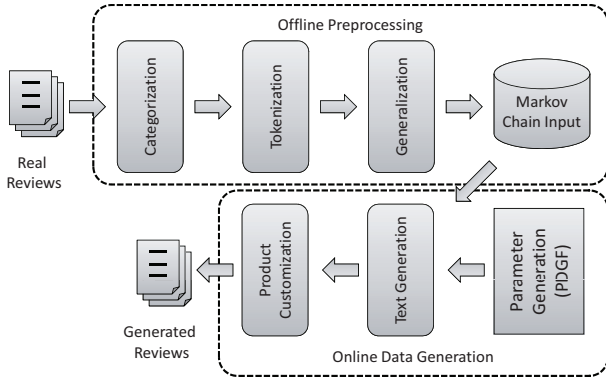 Offline Preprocessing
Real
Reviews
Categorization
Tokenization
Generalization
Markov
Chain Input
Generated
Reviews
Product
Customization
Text Generation
Parameter
Generation
(PDGF)
Online Data Generation